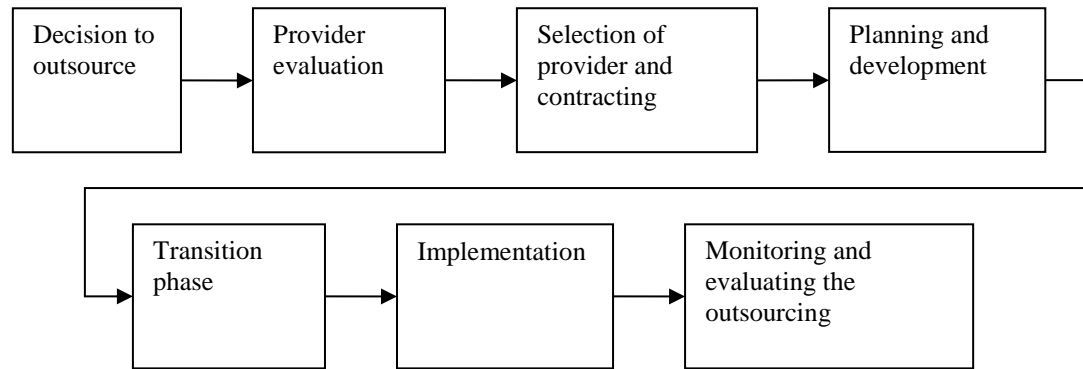 Decision to
outsource
Provider
evaluation
Selection of
provider and
contracting
Planning and
development
Transition
phase
Implementation
Monitoring and
evaluating the
outsourcing